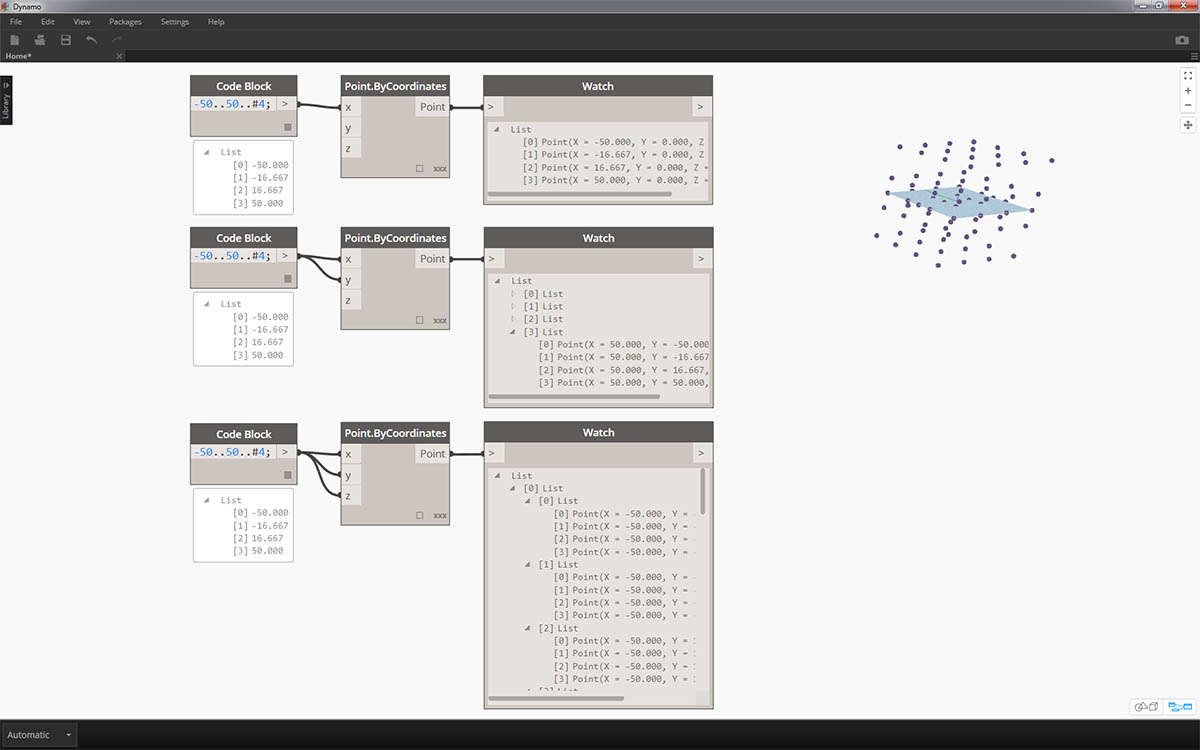 Dynamo
File Edit View Packages Settings Help
Home*
Library
Code Block
-50..50..#4; >
List
[0] -50.000
[1] -16.667
[2] 16.667
[3] 50.000
Point.ByCoordinates
x Point
y
z
xxx
Watch
> >
List
[0] Point(X = -50.000, Y = 0.000, Z
[1] Point(X = -16.667, Y = 0.000, Z
[2] Point(X = 16.667, Y = 0.000, Z =
[3] Point(X = 50.000, Y = 0.000, Z =
Code Block
-50..50..#4; >
List
[0] -50.000
[1] -16.667
[2] 16.667
[3] 50.000
Point.ByCoordinates
x Point
y
z
xxx
Watch
> >
List
[0] List
[1] List
[2] List
[3] List
[0] Point(X = 50.000, Y = -50.000
[1] Point(X = 50.000, Y = -16.667
[2] Point(X = 50.000, Y = 16.667,
[3] Point(X = 50.000, Y = 50.000,
Code Block
-50..50..#4; >
List
[0] -50.000
[1] -16.667
[2] 16.667
[3] 50.000
Point.ByCoordinates
x Point
y
z
xxx
Watch
> >
List
[0] List
[0] List
[0] Point(X = -50.000, Y =
[1] Point(X = -50.000, Y =
[2] Point(X = -50.000, Y =
[3] Point(X = -50.000, Y =
[1] List
[0] Point(X = -50.000, Y =
[1] Point(X = -50.000, Y =
[2] Point(X = -50.000, Y =
[3] Point(X = -50.000, Y =
[2] List
[0] Point(X = -50.000, Y =
[1] Point(X = -50.000, Y =
[2] Point(X = -50.000, Y =
[3] Point(X = -50.000, Y =
Automatic